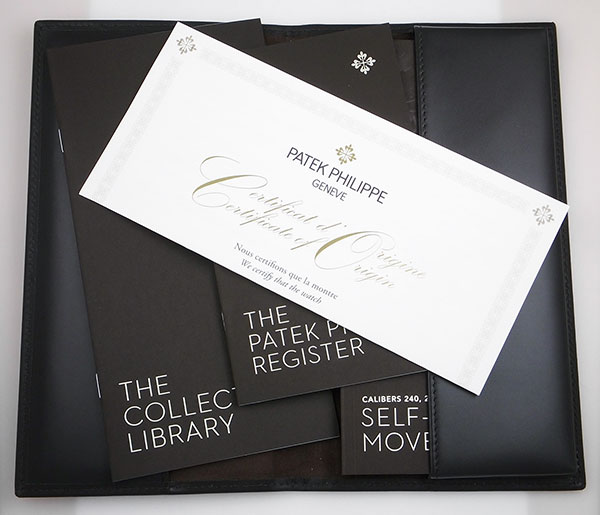 PATEK PHILIPPE
GENEVE
Certificat d'Origine
Certificate of Origin
Nous certifions que la montre
We certify that the watch
THE
COLLECT
LIBRARY
THE
PATEK P
REGISTER
CALIBERS 240, 2
SELF-
MOVE